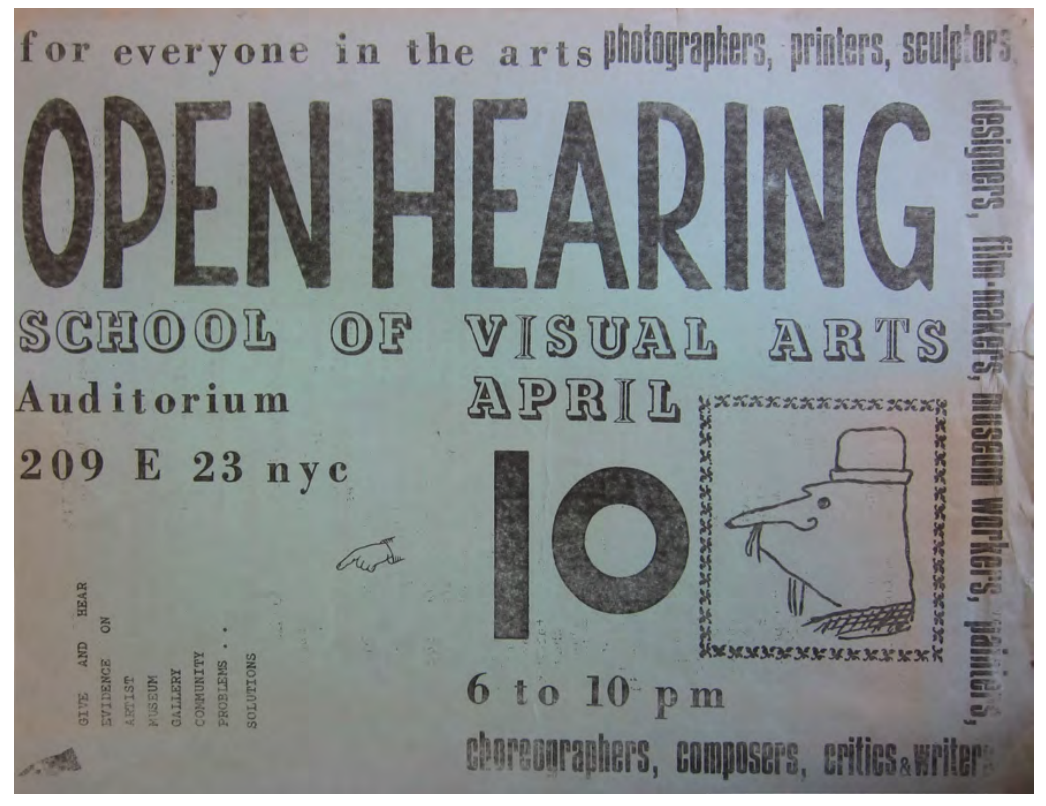 for everyone in the arts photographers, printers, sculptors,
designers, film-makers, museum workers, painters,
OPEN HEARING
SCHOOL OF VISUAL ARTS
Auditorium
209 E 23 nyc
APRIL
10
6 to 10 pm
choreographers, composers, critics & writers
GIVE AND HEAR
EVIDENCE ON
ARTIST
MUSEUM
GALLERY
COMMUNITY
PROBLEMS . .
SOLUTIONS